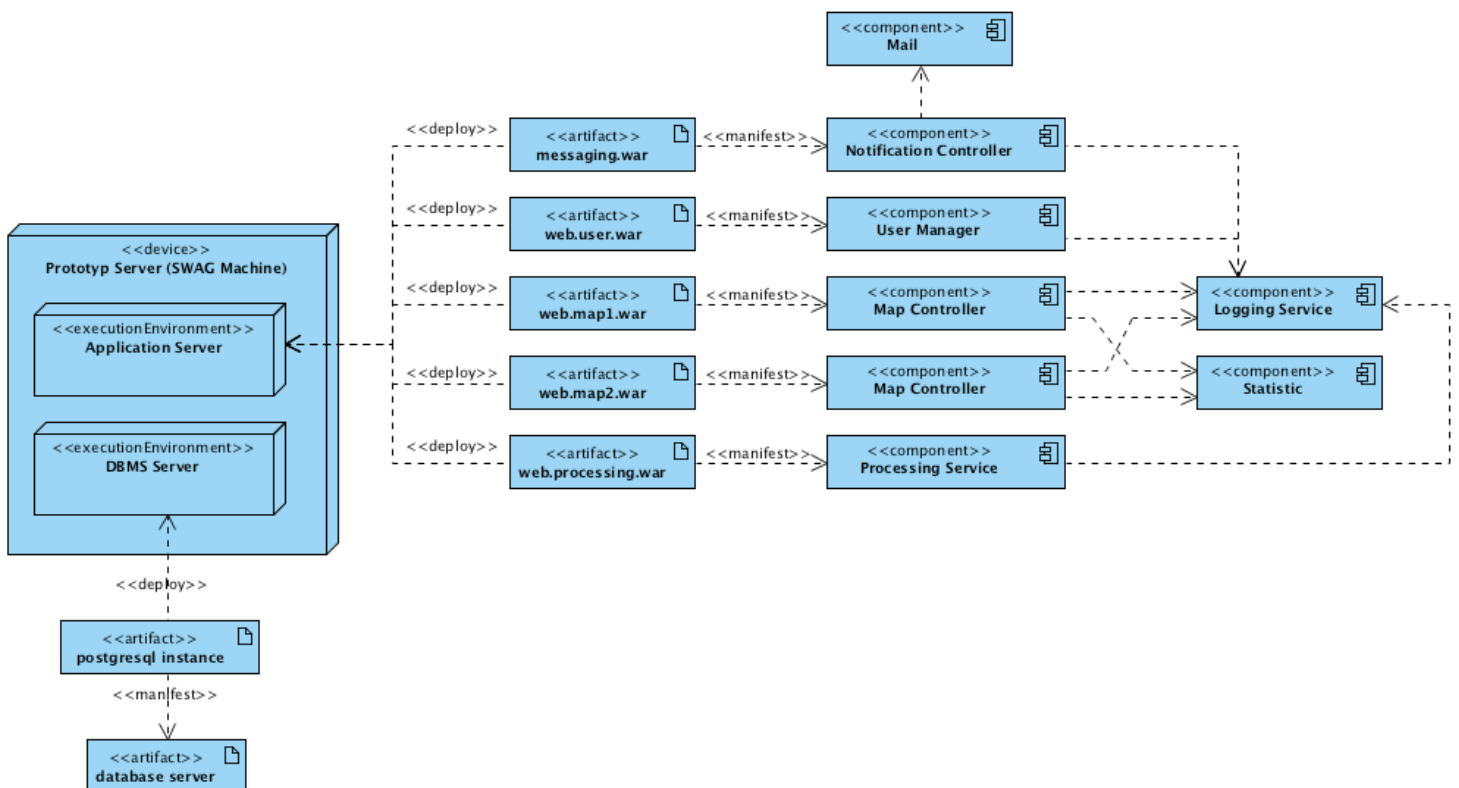 <<component>>
Mail
<<deploy>>
<<artifact>>
messaging.war
<<manifest>>
<<component>>
Notification Controller
<<deploy>>
<<artifact>>
web.user.war
<<manifest>>
<<component>>
User Manager
<<device>>
Prototyp Server (SWAG Machine)
<<executionEnvironment>>
Application Server
<<executionEnvironment>>
DBMS Server
<<deploy>>
<<artifact>>
web.map1.war
<<manifest>>
<<component>>
Map Controller
<<component>>
Logging Service
<<deploy>>
<<artifact>>
web.map2.war
<<manifest>>
<<component>>
Map Controller
<<component>>
Statistic
<<deploy>>
<<artifact>>
web.processing.war
<<manifest>>
<<component>>
Processing Service
<<deploy>>
<<artifact>>
postgresql instance
<<manifest>>
<<artifact>>
database server